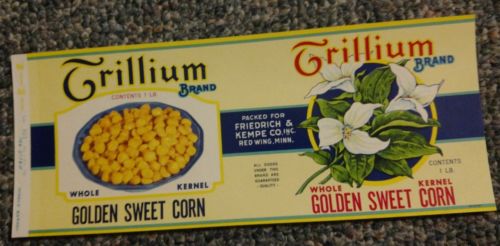 Trillium
BRAND
CONTENTS 1 LB.
WHOLE KERNEL
GOLDEN SWEET CORN
PACKED FOR
FRIEDRICH &
KEMPE CO., INC.
RED WING, MINN.
ALL GOODS
UNDER THIS
BRAND ARE
GUARANTEED
QUALITY
Trillium
BRAND
CONTENTS
1 LB.
WHOLE KERNEL
GOLDEN SWEET CORN